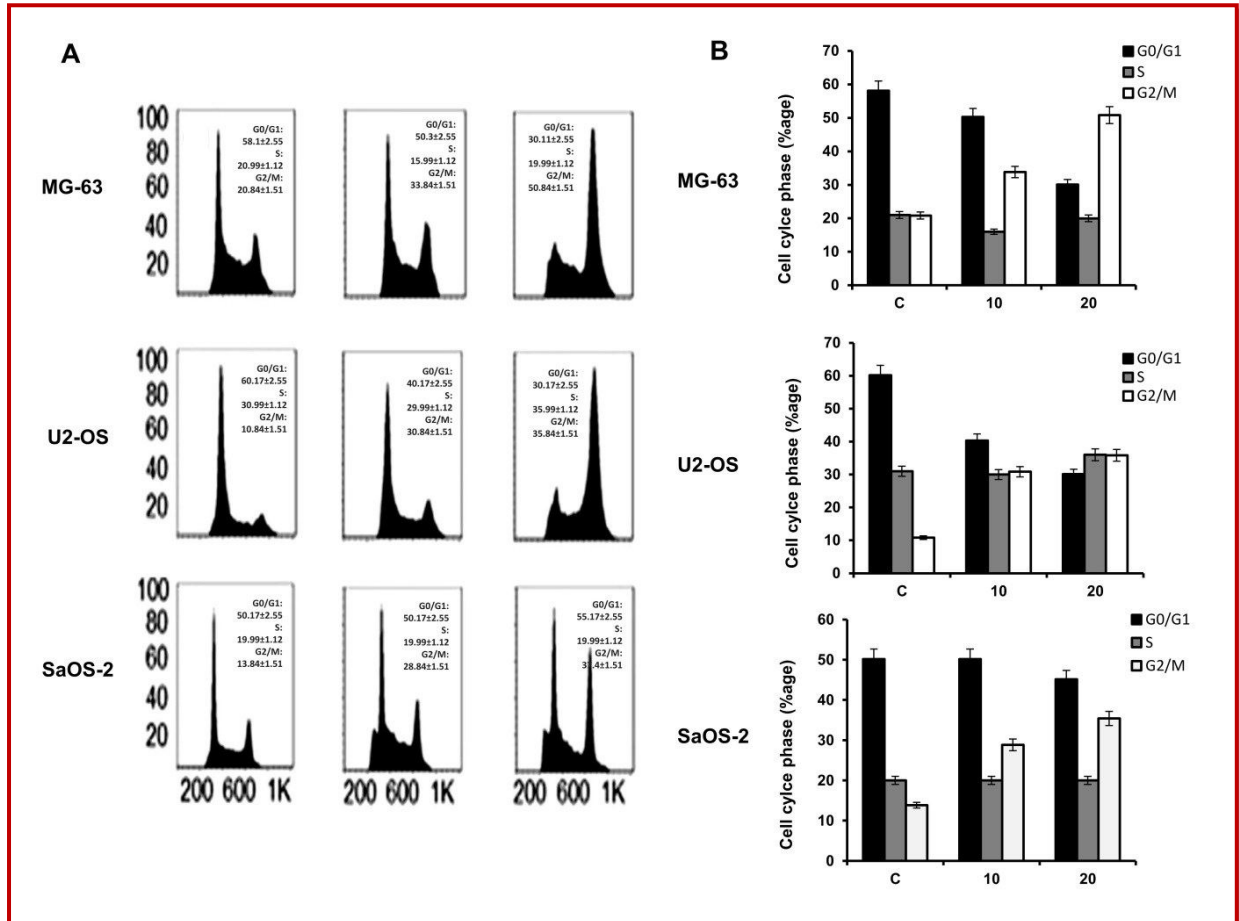 A
MG-63
100
80
60
40
20
G0/G1:
58.1±2.55
S:
20.99±1.12
G2/M:
20.84±1.51
G0/G1:
50.3±2.55
S:
15.99±1.12
G2/M:
33.84±1.51
G0/G1:
30.11±2.55
S:
19.99±1.12
G2/M:
50.84±1.51
U2-OS
100
80
60
40
20
G0/G1:
60.17±2.55
S:
30.99±1.12
G2/M:
10.84±1.51
G0/G1:
40.17±2.55
S:
29.99±1.12
G2/M:
30.84±1.51
G0/G1:
30.17±2.55
S:
35.99±1.12
G2/M:
35.84±1.51
SaOS-2
100
80
60
40
20
G0/G1:
50.17±2.55
S:
19.99±1.12
G2/M:
13.84±1.51
G0/G1:
50.17±2.55
S:
19.99±1.12
G2/M:
28.84±1.51
G0/G1:
55.17±2.55
S:
19.99±1.12
G2/M:
200 600 1K
200 600 1K
200 600 1K
B
MG-63
Cell cylce phase (%age)
70
60
50
40
30
20
10
0
C 10 20
G0/G1
S
G2/M
U2-OS
Cell cylce phase (%age)
70
60
50
40
30
20
10
0
C 10 20
G0/G1
S
G2/M
SaOS-2
Cell cylce phase (%age)
60
50
40
30
20
10
0
C 10 20
G0/G1
S
G2/M